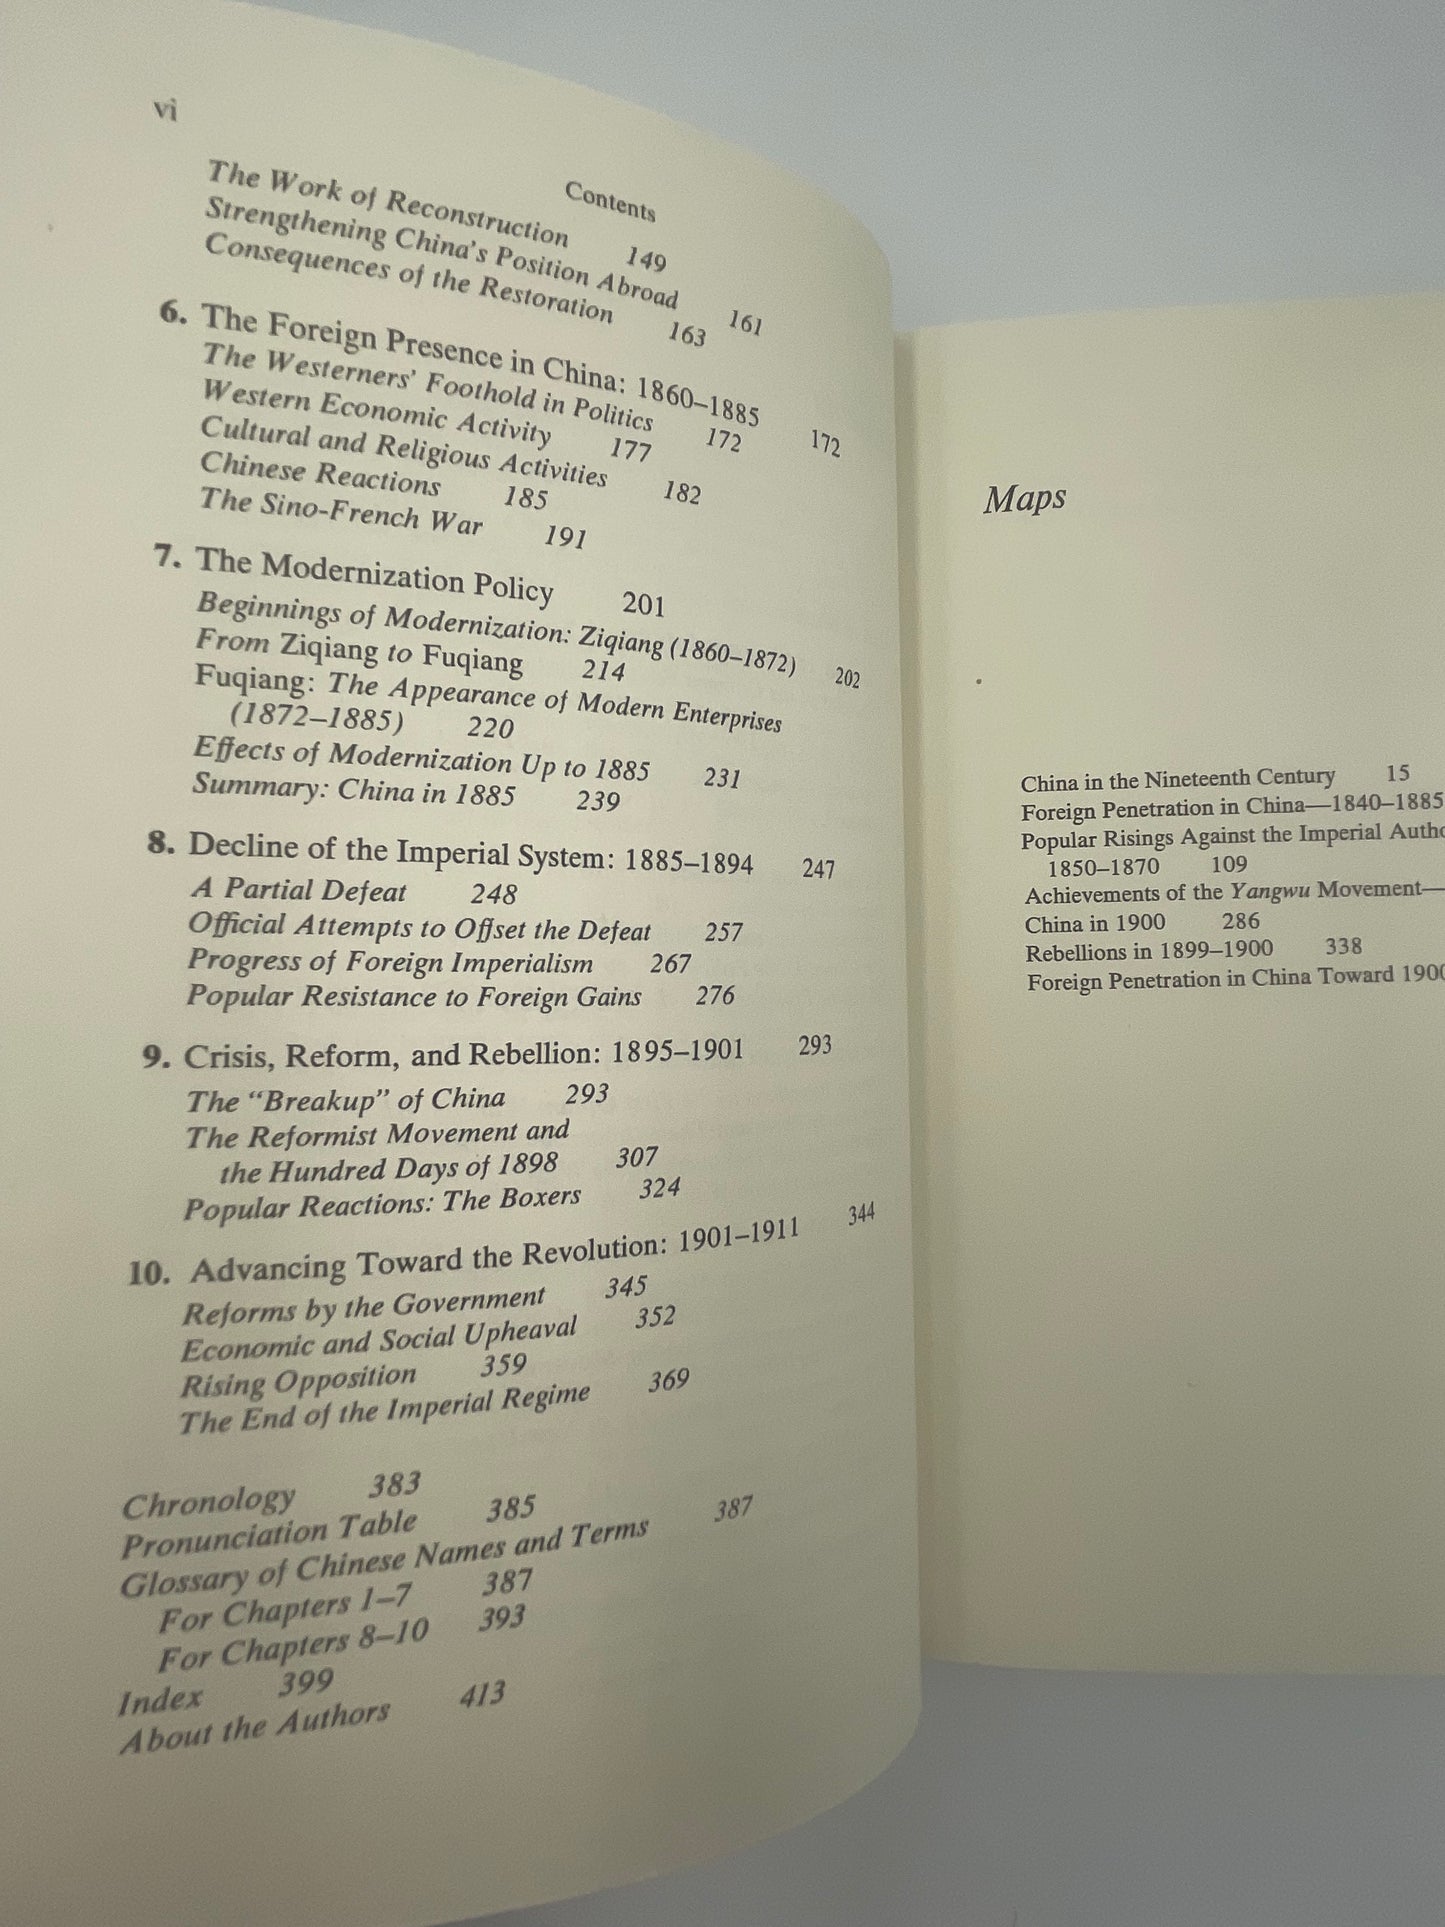 vi
Contents
The Work of Reconstruction 149
Strengthening China's Position Abroad 161
Consequences of the Restoration 163
6. The Foreign Presence in China: 1860–1885 172
The Westerners' Foothold in Politics 172
Western Economic Activity 177
Cultural and Religious Activities 182
Chinese Reactions 185
The Sino-French War 191
7. The Modernization Policy 201
Beginnings of Modernization: Ziqiang (1860–1872) 202
From Ziqiang to Fuqiang 214
Fuqiang: The Appearance of Modern Enterprises
(1872–1885) 220
Effects of Modernization Up to 1885 231
Summary: China in 1885 239
8. Decline of the Imperial System: 1885–1894 247
A Partial Defeat 248
Official Attempts to Offset the Defeat 257
Progress of Foreign Imperialism 267
Popular Resistance to Foreign Gains 276
9. Crisis, Reform, and Rebellion: 1895–1901 293
The "Breakup" of China 293
The Reformist Movement and
the Hundred Days of 1898 307
Popular Reactions: The Boxers 324
10. Advancing Toward the Revolution: 1901–1911 344
Reforms by the Government 345
Economic and Social Upheaval 352
Rising Opposition 359
The End of the Imperial Regime 369
Chronology 383
Pronunciation Table 385
Glossary of Chinese Names and Terms 387
For Chapters 1–7 387
For Chapters 8–10 393
Index 399
About the Authors 413
Maps
China in the Nineteenth Century 15
Foreign Penetration in China—1840–1885
Popular Risings Against the Imperial
1850–1870 109
Achievements of the Yangwu Movement—
China in 1900 286
Rebellions in 1899–1900 338
Foreign Penetration in China Toward 1900